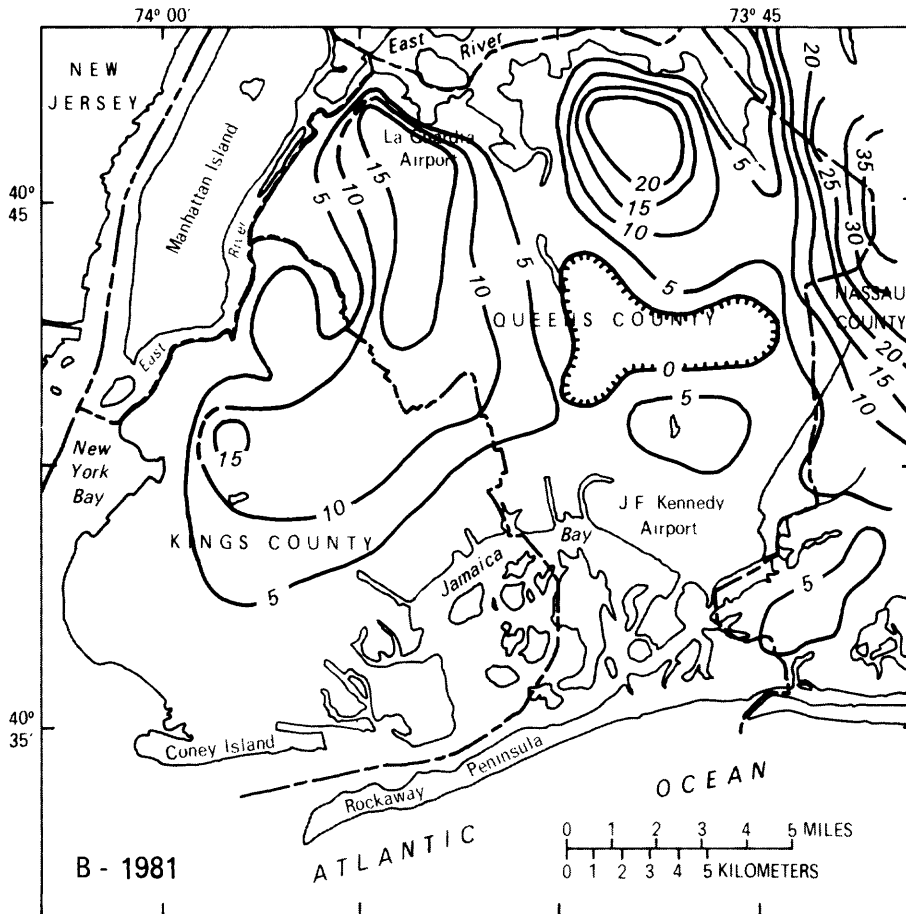 74° 00′
73° 45
NEW
JERSEY
East River
Manhattan Island
La Guardia
Airport
20
35
25
30
5
15
10
5
20
15
10
40°
45
River
5
10
5
5
QUEENS COUNTY
NASSAU
COUNTY
East
0
20
15
10
5
New
York
Bay
15
10
J F Kennedy
Airport
KINGS COUNTY
Bay
Jamaica
5
5
40°
35′
Coney Island
Rockaway Peninsula
ATLANTIC OCEAN
0 1 2 3 4 5 MILES
0 1 2 3 4 5 KILOMETERS
B - 1981